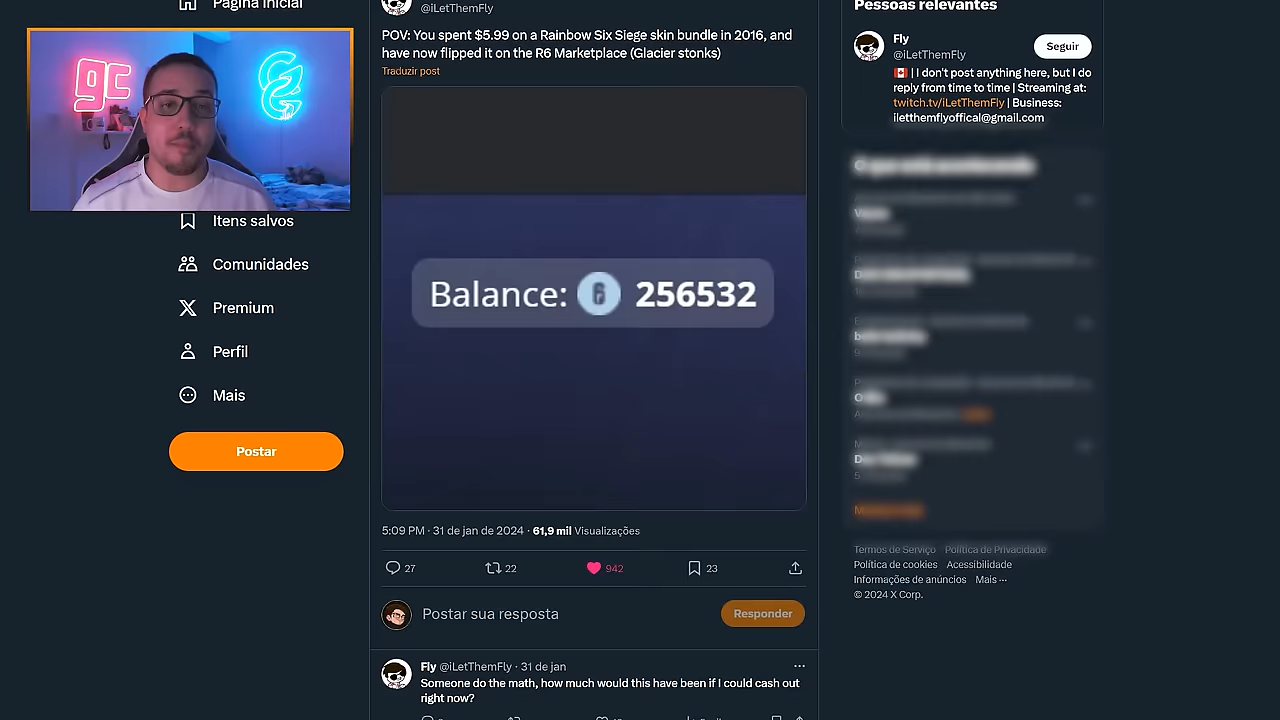 Página Inicial
Itens salvos
Comunidades
Premium
Perfil
Mais
Postar
@iLetThemFly
POV: You spent $5.99 on a Rainbow Six Siege skin bundle in 2016, and
have now flipped it on the R6 Marketplace (Glacier stonks)
Traduzir post
Balance: 6 256532
5:09 PM · 31 de jan de 2024 · 61,9 mil Visualizações
27 22 942 23
Postar sua resposta
Responder
Fly @iLetThemFly · 31 de jan
Someone do the math, how much would this have been if I could cash out
right now?
Pessoas relevantes
Fly
@iLetThemFly
Seguir
| I don't post anything here, but I do
reply from time to time | Streaming at:
twitch.tv/iLetThemFly | Business:
iletthemflyoffical@gmail.com
Termos de Serviço Política de Privacidade
Política de cookies Acessibilidade
Informações de anúncios Mais ···
© 2024 X Corp.
gc